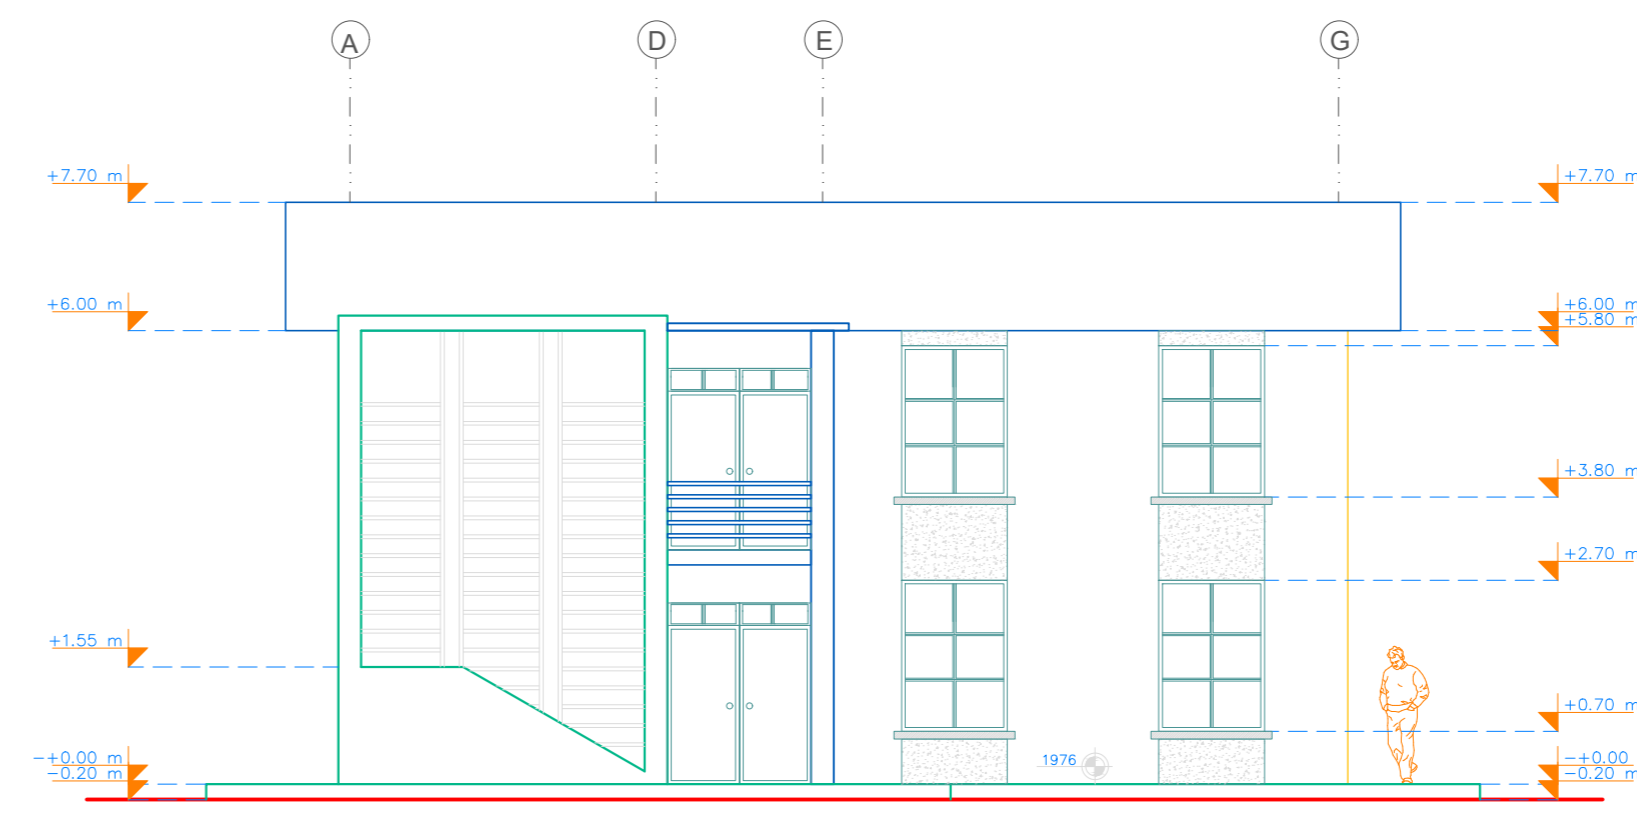 A D E G
+7.70 m +7.70 m
+6.00 m +6.00 m
+5.80 m
+3.80 m
+2.70 m
+1.55 m
+0.70 m
1976
-+0.00 m -+0.00
-0.20 m -0.20 m